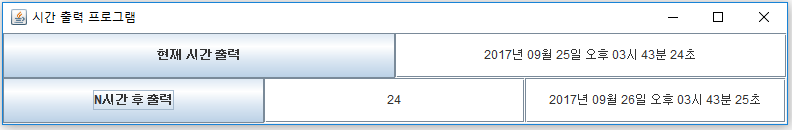 시간 출력 프로그램
현재 시간 출력 2017년 09월 25일 오후 03시 43분 24초
N시간 후 출력 24 2017년 09월 26일 오후 03시 43분 25초